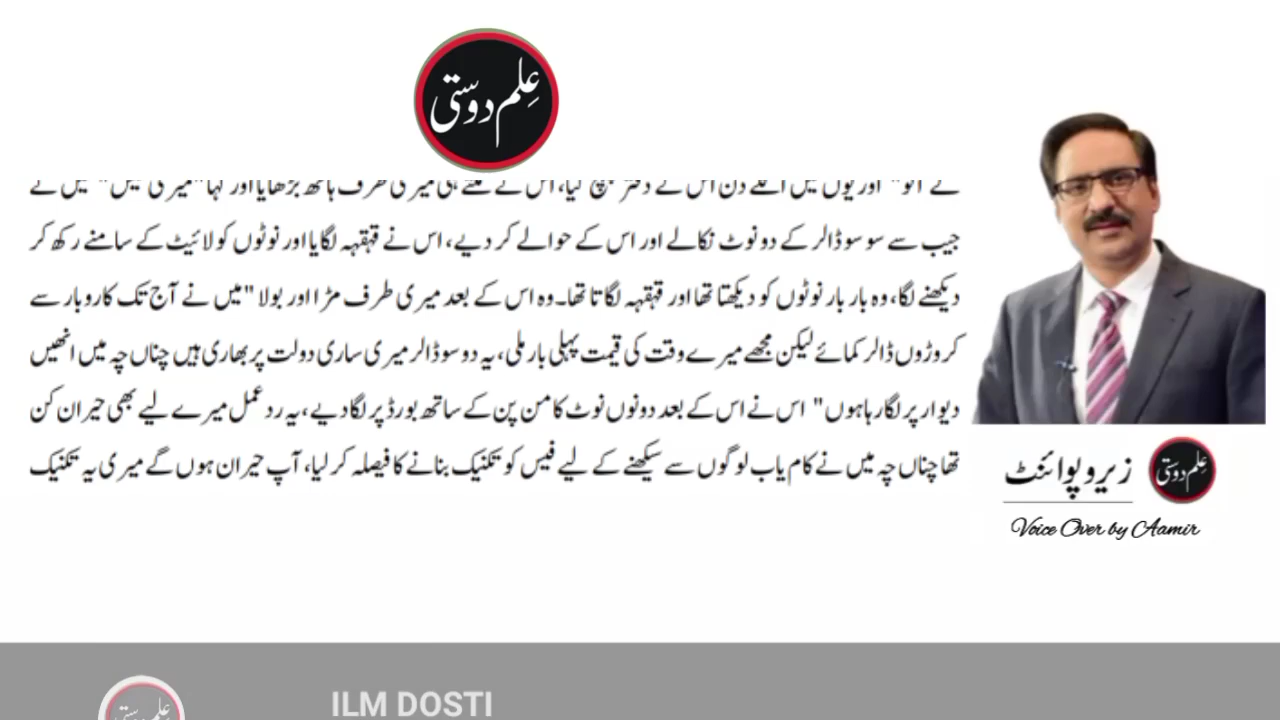 علم دوستی
جیب سے سو سو ڈالر کے دو نوٹ نکالے اور اس کے حوالے کر دیے، اس نے قہقہہ لگایا اور نوٹوں کو لائیٹ کے سامنے رکھ کر
دیکھنے لگا، وہ بار بار نوٹوں کو دیکھتا تھا اور قہقہہ لگاتا تھا۔ وہ اس کے بعد میری طرف مڑا اور بولا "میں نے آج تک کاروبار سے
کروڑوں ڈالر کمائے لیکن مجھے میرے وقت کی قیمت پہلی بار ملی، یہ دو سو ڈالر میری ساری دولت پر بھاری ہیں چناں چہ میں انھیں
دیوار پر لگا رہا ہوں" اس نے اس کے بعد دونوں نوٹ کامن پن کے ساتھ بورڈ پر لگا دیے، یہ ردعمل میرے لیے بھی حیران کن
تھا چناں چہ میں نے کام یاب لوگوں سے سیکھنے کے لیے فیس کو تکنیک بنانے کا فیصلہ کر لیا، آپ حیران ہوں گے میری یہ تکنیک
زیرو پوائنٹ
عِلم دوستی
Voice Over by Aamir
ILM DOSTI